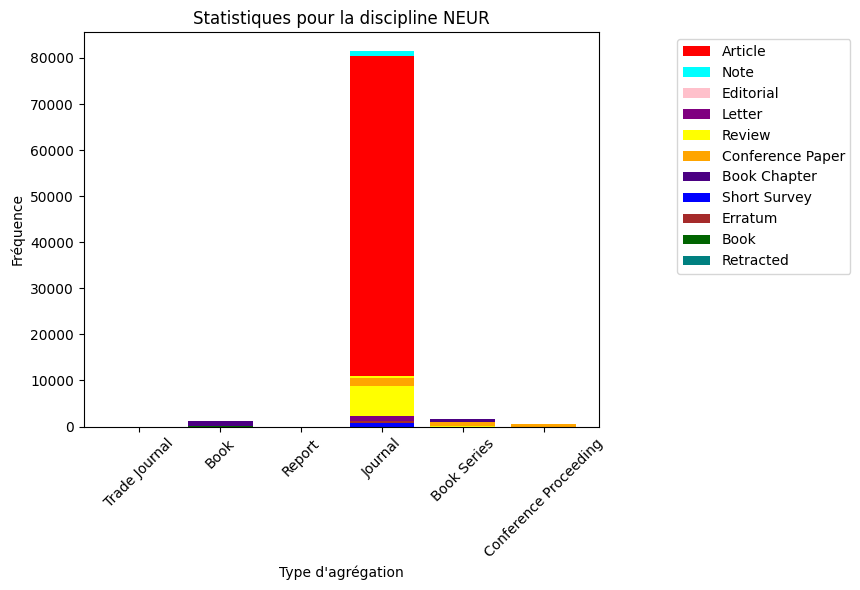 Statistiques pour la discipline NEUR
Fréquence
80000
70000
60000
50000
40000
30000
20000
10000
0
Trade Journal
Book
Report
Journal
Book Series
Conference Proceeding
Type d'agrégation
Article
Note
Editorial
Letter
Review
Conference Paper
Book Chapter
Short Survey
Erratum
Book
Retracted